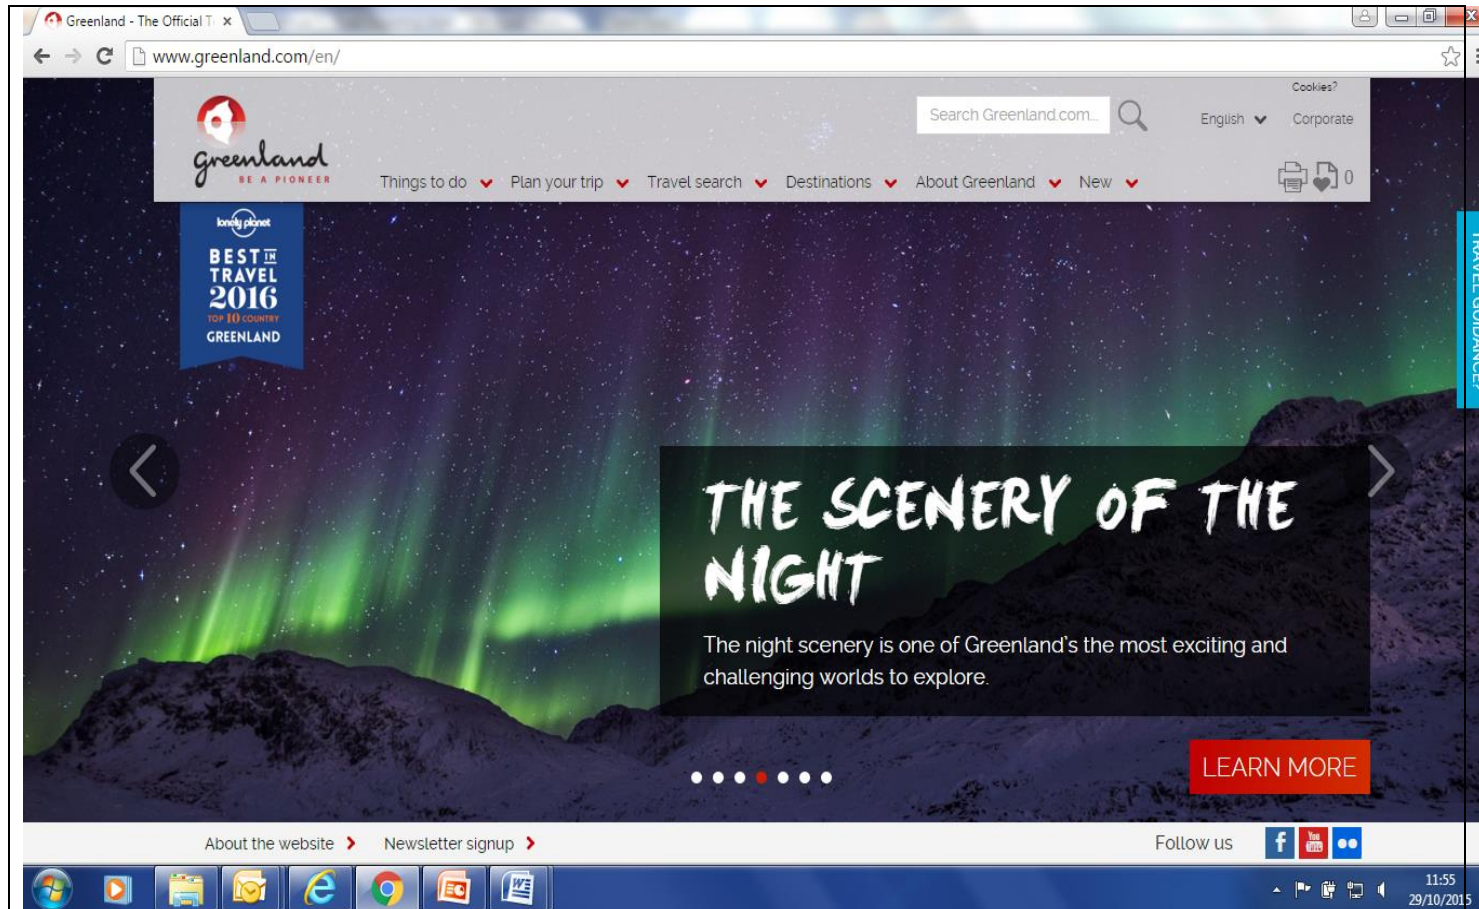 Greenland - The Official T
www.greenland.com/en/
Cookies?
Search Greenland.com...
English
Corporate
greenland
BE A PIONEER
Things to do
Plan your trip
Travel search
Destinations
About Greenland
New
0
lonely planet
BEST IN
TRAVEL
2016
TOP 10 COUNTRY
GREENLAND
TRAVEL GUIDANCE?
THE SCENERY OF THE
NIGHT
The night scenery is one of Greenland's the most exciting and
challenging worlds to explore.
LEARN MORE
About the website
Newsletter signup
Follow us
f
You
Tube
11:55
29/10/2015